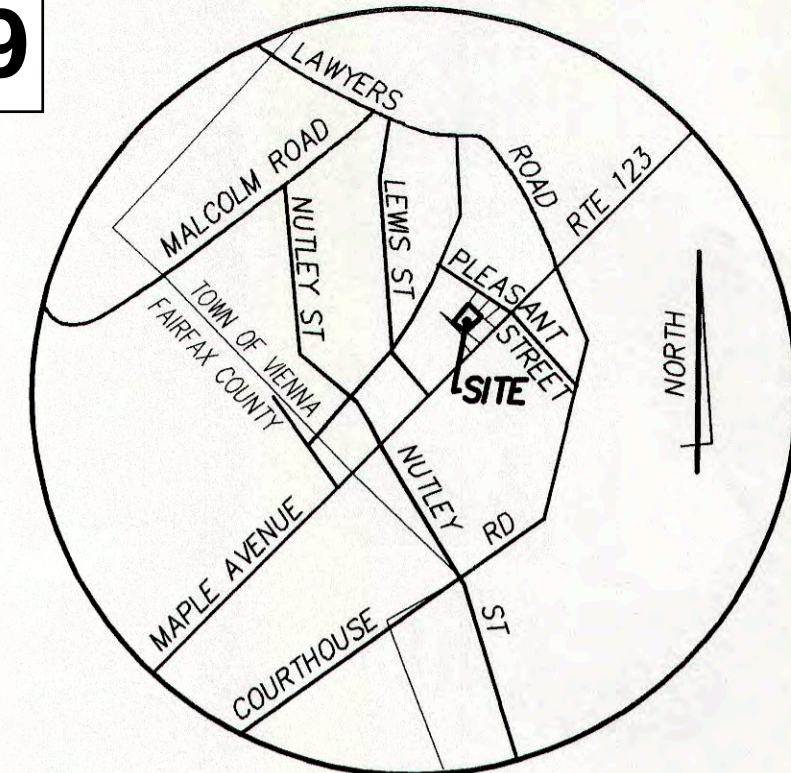 9
LAWYERS
ROAD
MALCOLM ROAD
RTE 123
NUTLEY ST
LEWIS ST
PLEASANT
STREET
TOWN OF VIENNA
FAIRFAX COUNTY
SITE
NORTH
NUTLEY
RD
MAPLE AVENUE
COURTHOUSE
ST